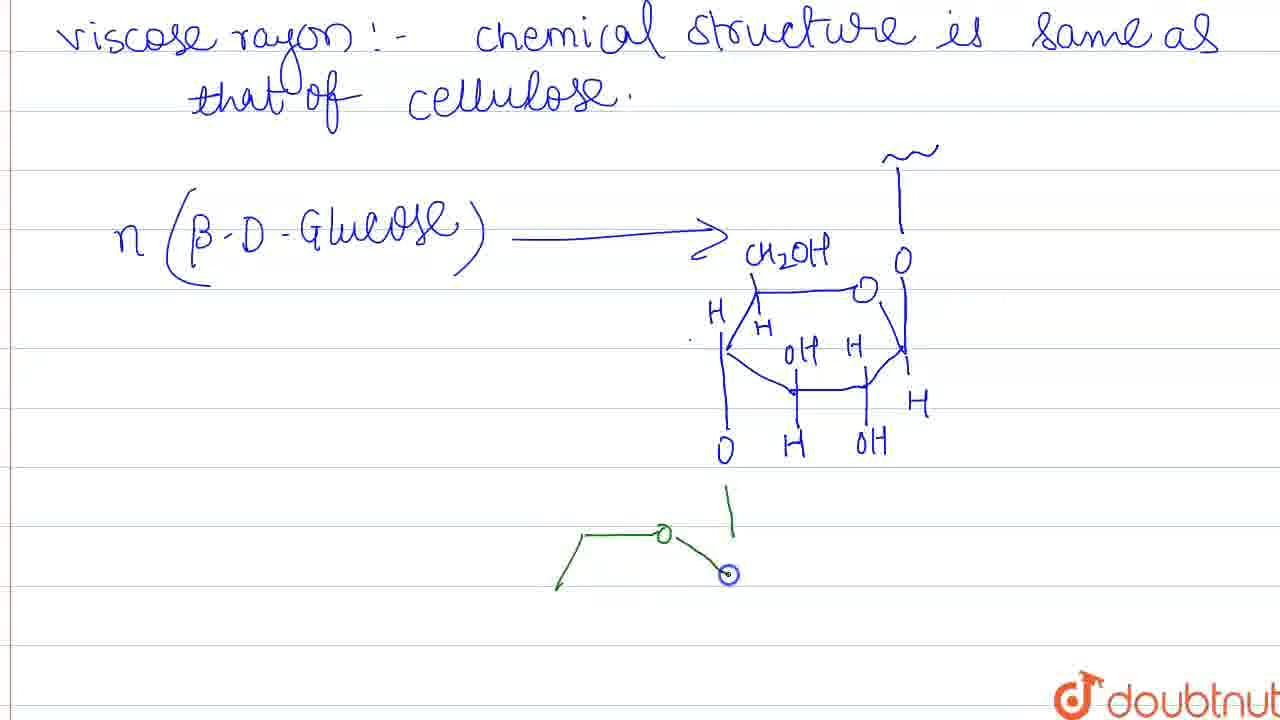 viscose rayon :- chemical structure is same as
that of cellulose.
n (β-D-Glucose)
O
CH₂OH
O
H
H
OH H
H
O H OH
O
doubtnut